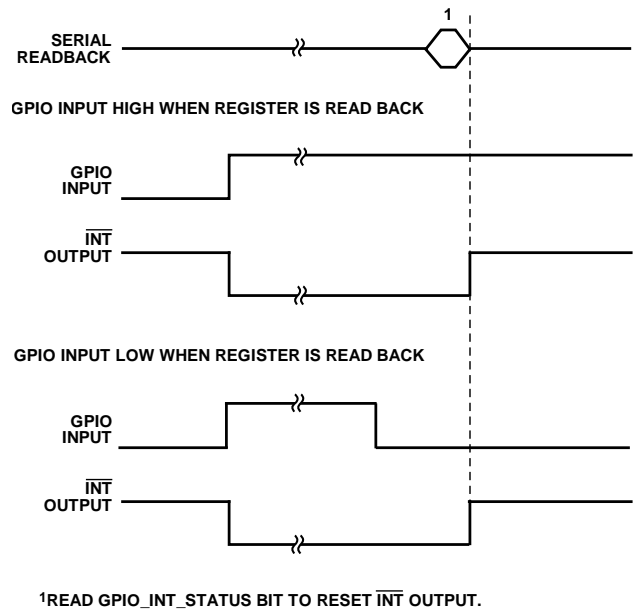 1
SERIAL
READBACK
GPIO INPUT HIGH WHEN REGISTER IS READ BACK
GPIO
INPUT
INT
OUTPUT
GPIO INPUT LOW WHEN REGISTER IS READ BACK
GPIO
INPUT
INT
OUTPUT
1READ GPIO_INT_STATUS BIT TO RESET INT OUTPUT.